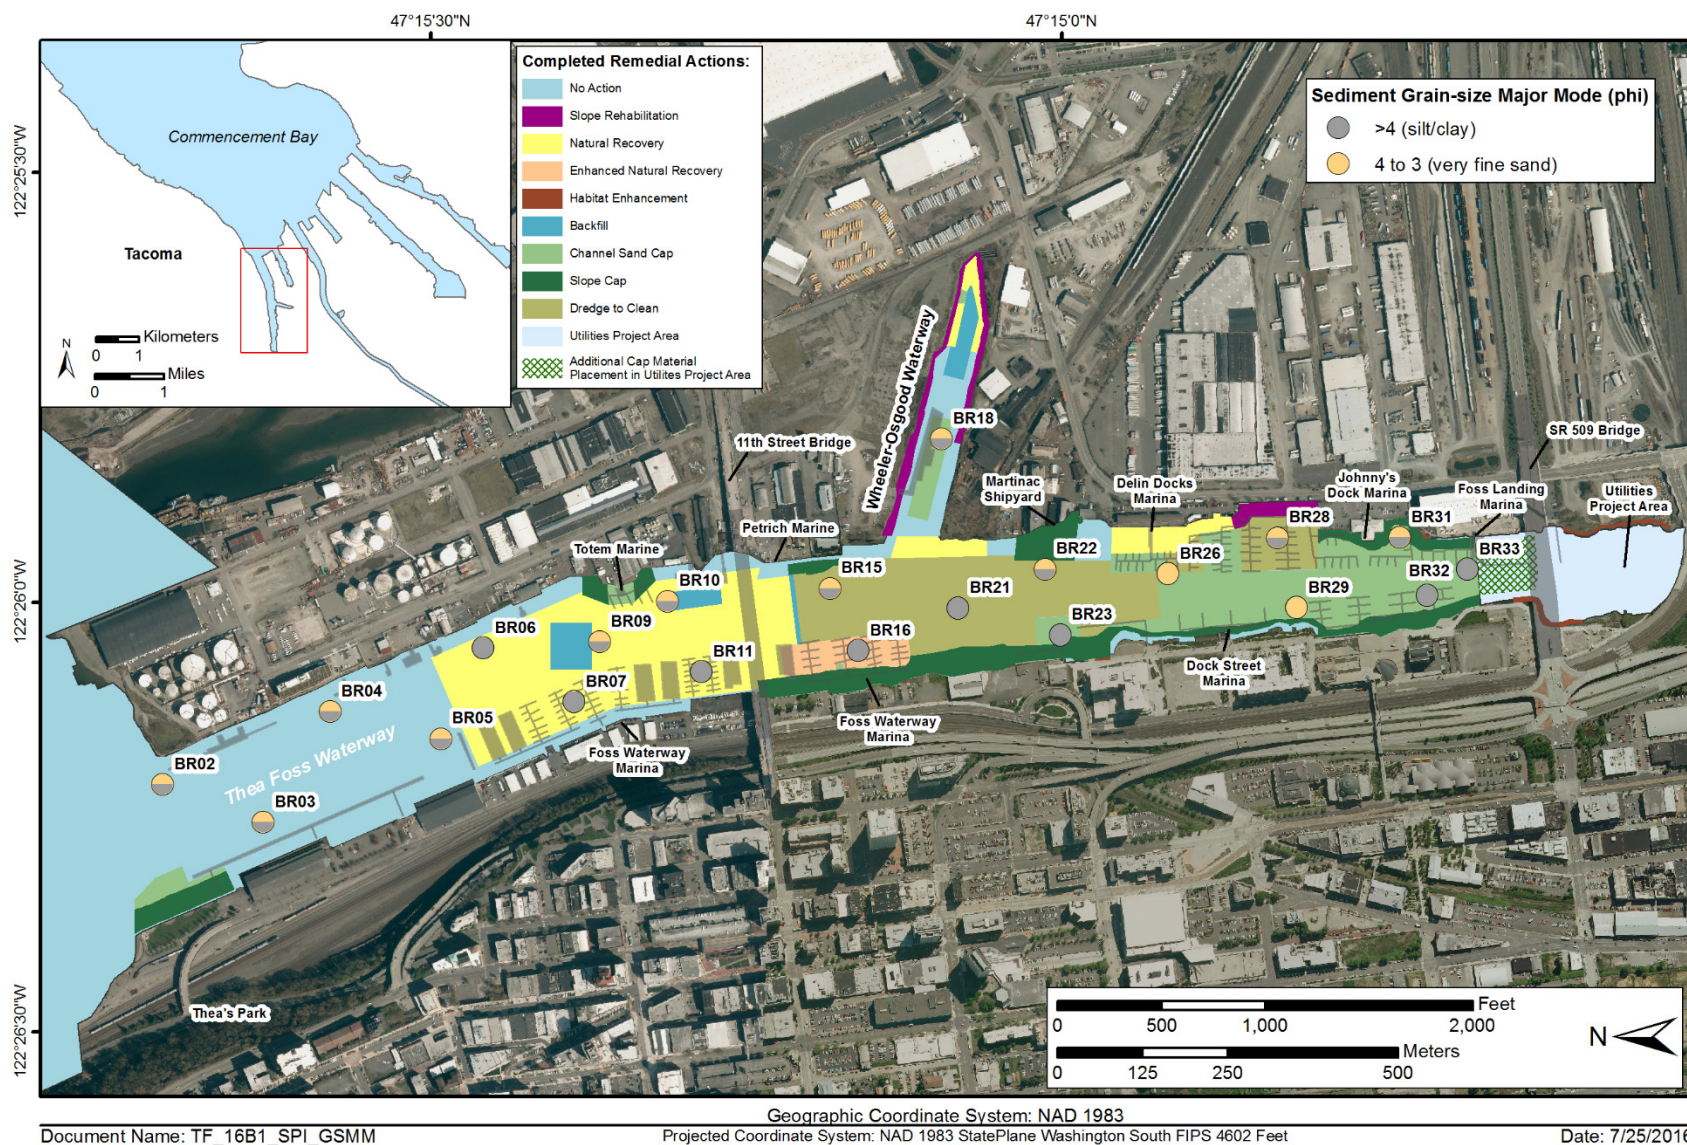 47°15'30"N
47°15'0"N
122°25'30"W
122°26'0"W
122°26'30"W
Commencement Bay
Tacoma
N
Kilometers
0 1
Miles
0 1
Completed Remedial Actions:
No Action
Slope Rehabilitation
Natural Recovery
Enhanced Natural Recovery
Habitat Enhancement
Backfill
Channel Sand Cap
Slope Cap
Dredge to Clean
Utilities Project Area
Additional Cap Material
Placement in Utilites Project Area
Sediment Grain-size Major Mode (phi)
>4 (silt/clay)
4 to 3 (very fine sand)
Wheeler-Osgood Waterway
BR18
11th Street Bridge
SR 509 Bridge
Martinac
Shipyard
Delin Docks
Marina
Johnny's
Dock Marina
Foss Landing
Marina
Utilities
Project Area
Petrich Marine
Totem Marine
BR28
BR31
BR22
BR26
BR33
BR10
BR15
BR21
BR32
BR29
BR23
BR09
BR06
BR16
BR11
BR07
BR04
BR05
BR02
BR03
Thea Foss Waterway
Foss Waterway
Marina
Foss Waterway
Marina
Dock Street
Marina
Thea's Park
Feet
0 500 1,000 2,000
Meters
0 125 250 500
N
Geographic Coordinate System: NAD 1983
Document Name: TF_16B1_SPI_GSMM
Projected Coordinate System: NAD 1983 StatePlane Washington South FIPS 4602 Feet
Date: 7/25/2016